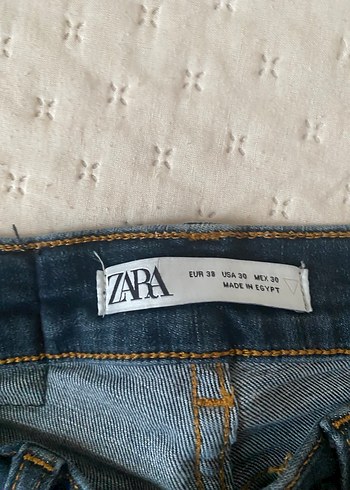 ZARA
EUR 38 USA 30 MEX 30
MADE IN EGYPT